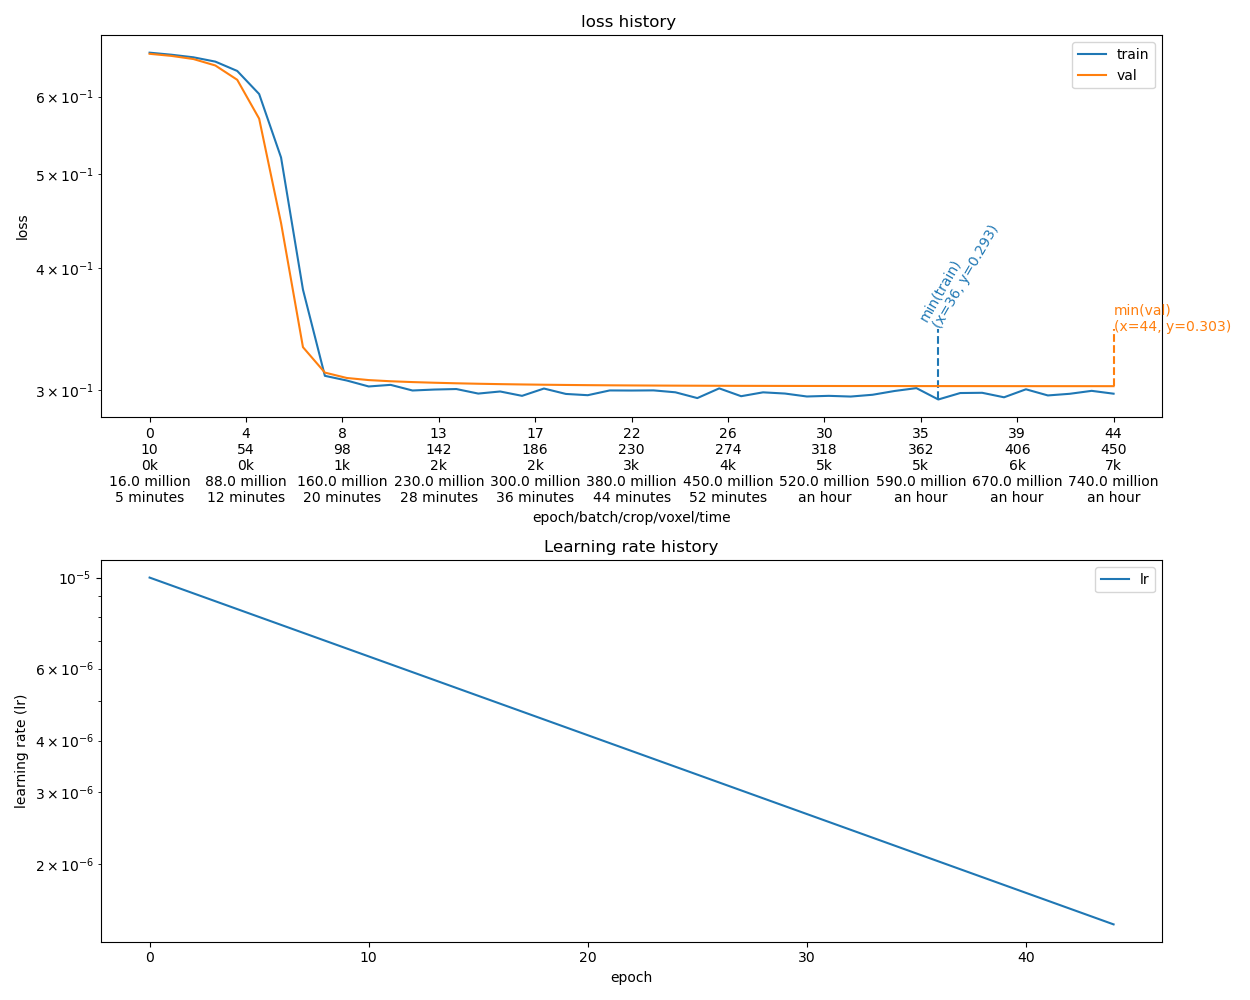 loss history
train
val
6 × 10⁻¹
5 × 10⁻¹
4 × 10⁻¹
3 × 10⁻¹
loss
min(train)
(x=36, y=0.293)
min(val)
(x=44, y=0.303)
0 4 8 13 17 22 26 30 35 39 44
10 54 98 142 186 230 274 318 362 406 450
0k 0k 1k 2k 2k 3k 4k 5k 5k 6k 7k
16.0 million 88.0 million 160.0 million 230.0 million 300.0 million 380.0 million 450.0 million 520.0 million 590.0 million 670.0 million 740.0 million
5 minutes 12 minutes 20 minutes 28 minutes 36 minutes 44 minutes 52 minutes an hour an hour an hour an hour
epoch/batch/crop/voxel/time
Learning rate history
lr
10⁻⁵
6 × 10⁻⁶
4 × 10⁻⁶
3 × 10⁻⁶
2 × 10⁻⁶
learning rate (lr)
0 10 20 30 40
epoch